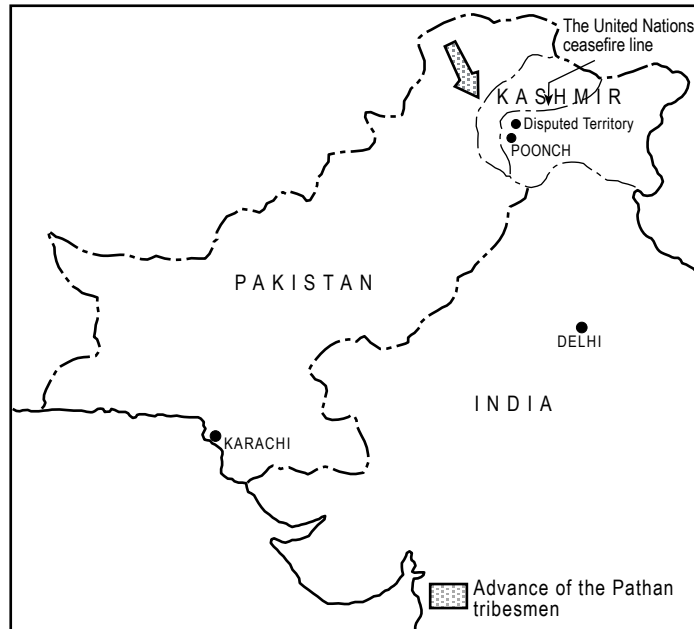 The United Nations
ceasefire line
KASHMIR
Disputed Territory
POONCH
PAKISTAN
DELHI
INDIA
KARACHI
Advance of the Pathan
tribesmen